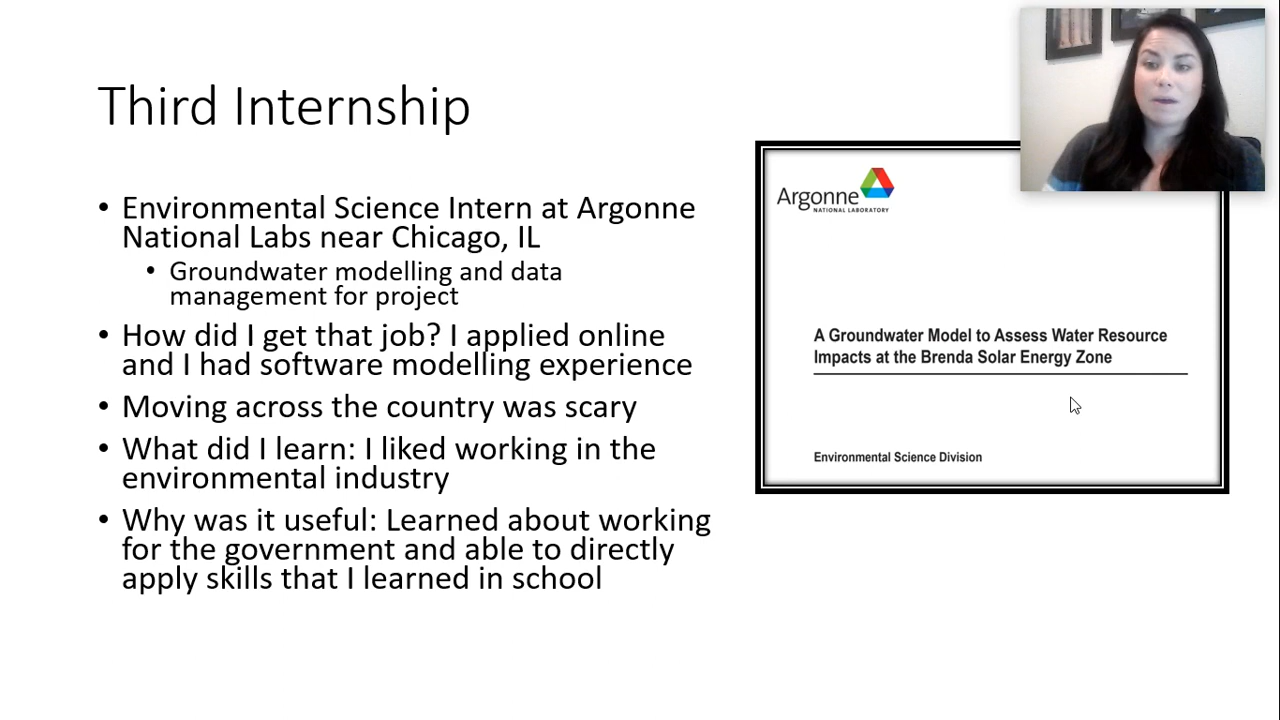 Third Internship
• Environmental Science Intern at Argonne
National Labs near Chicago, IL
• Groundwater modelling and data
management for project
• How did I get that job? I applied online
and I had software modelling experience
• Moving across the country was scary
• What did I learn: I liked working in the
environmental industry
• Why was it useful: Learned about working
for the government and able to directly
apply skills that I learned in school
Argonne
NATIONAL LABORATORY
A Groundwater Model to Assess Water Resource
Impacts at the Brenda Solar Energy Zone
Environmental Science Division